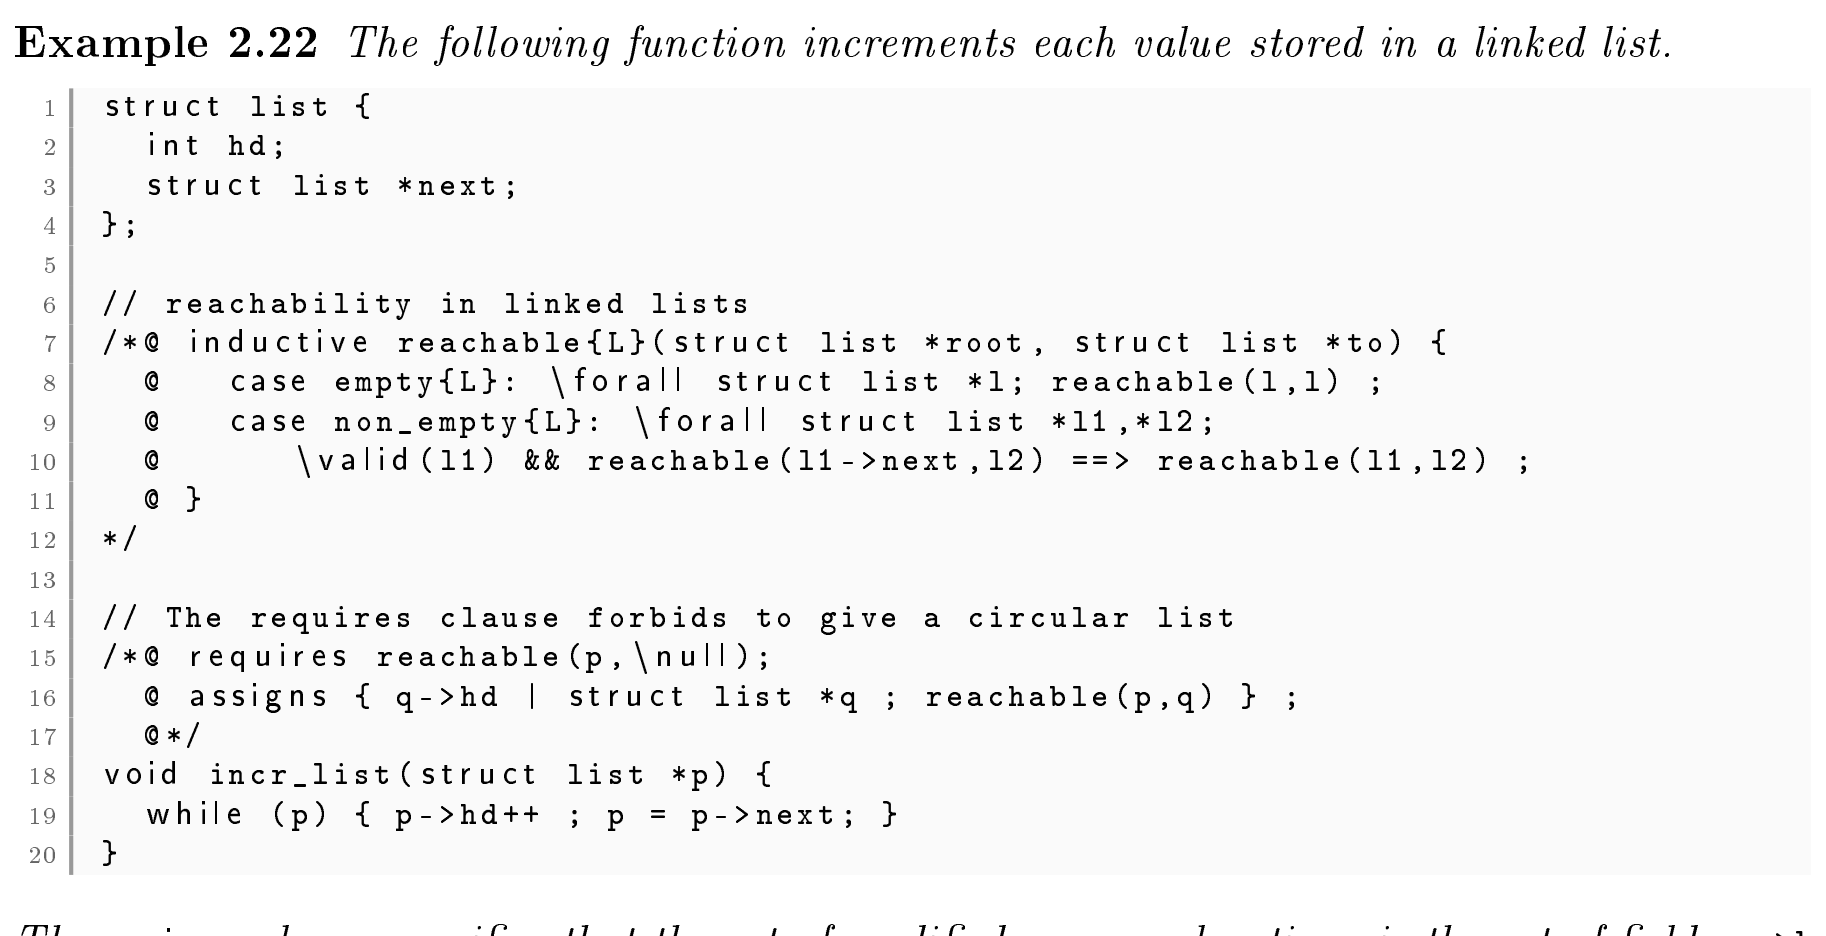 Example 2.22 The following function increments each value stored in a linked list.
1 struct list {
2 int hd;
3 struct list *next;
4 };
5
6 // reachability in linked lists
7 /*@ inductive reachable{L}(struct list *root, struct list *to) {
8 @ case empty{L}: \forall struct list *l; reachable(l,l) ;
9 @ case non_empty{L}: \forall struct list *l1,*l2;
10 @ \valid(l1) && reachable(l1->next,l2) ==> reachable(l1,l2) ;
11 @ }
12 */
13
14 // The requires clause forbids to give a circular list
15 /*@ requires reachable(p,\null);
16 @ assigns { q->hd | struct list *q ; reachable(p,q) } ;
17 @*/
18 void incr_list(struct list *p) {
19 while (p) { p->hd++ ; p = p->next; }
20 }